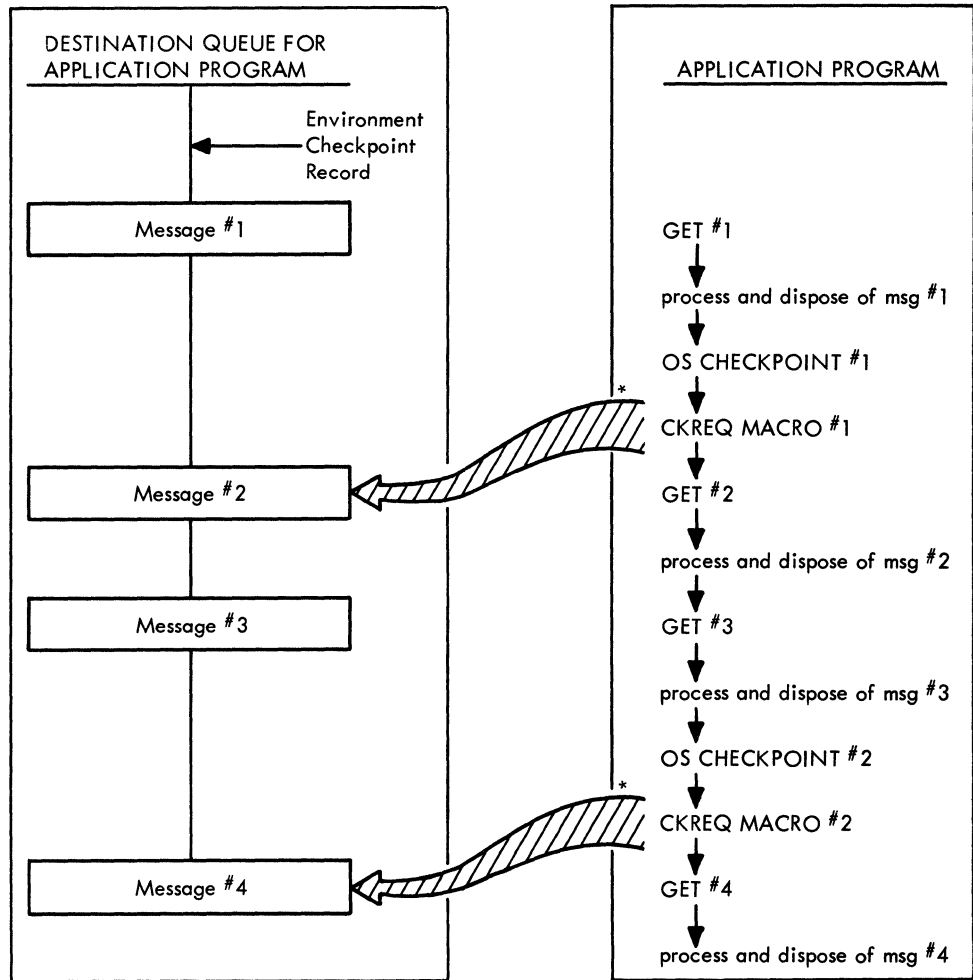 DESTINATION QUEUE FOR
APPLICATION PROGRAM
Environment
Checkpoint
Record
Message #1
Message #2
Message #3
Message #4
APPLICATION PROGRAM
GET #1
process and dispose of msg #1
OS CHECKPOINT #1
*
CKREQ MACRO #1
GET #2
process and dispose of msg #2
GET #3
process and dispose of msg #3
OS CHECKPOINT #2
*
CKREQ MACRO #2
GET #4
process and dispose of msg #4